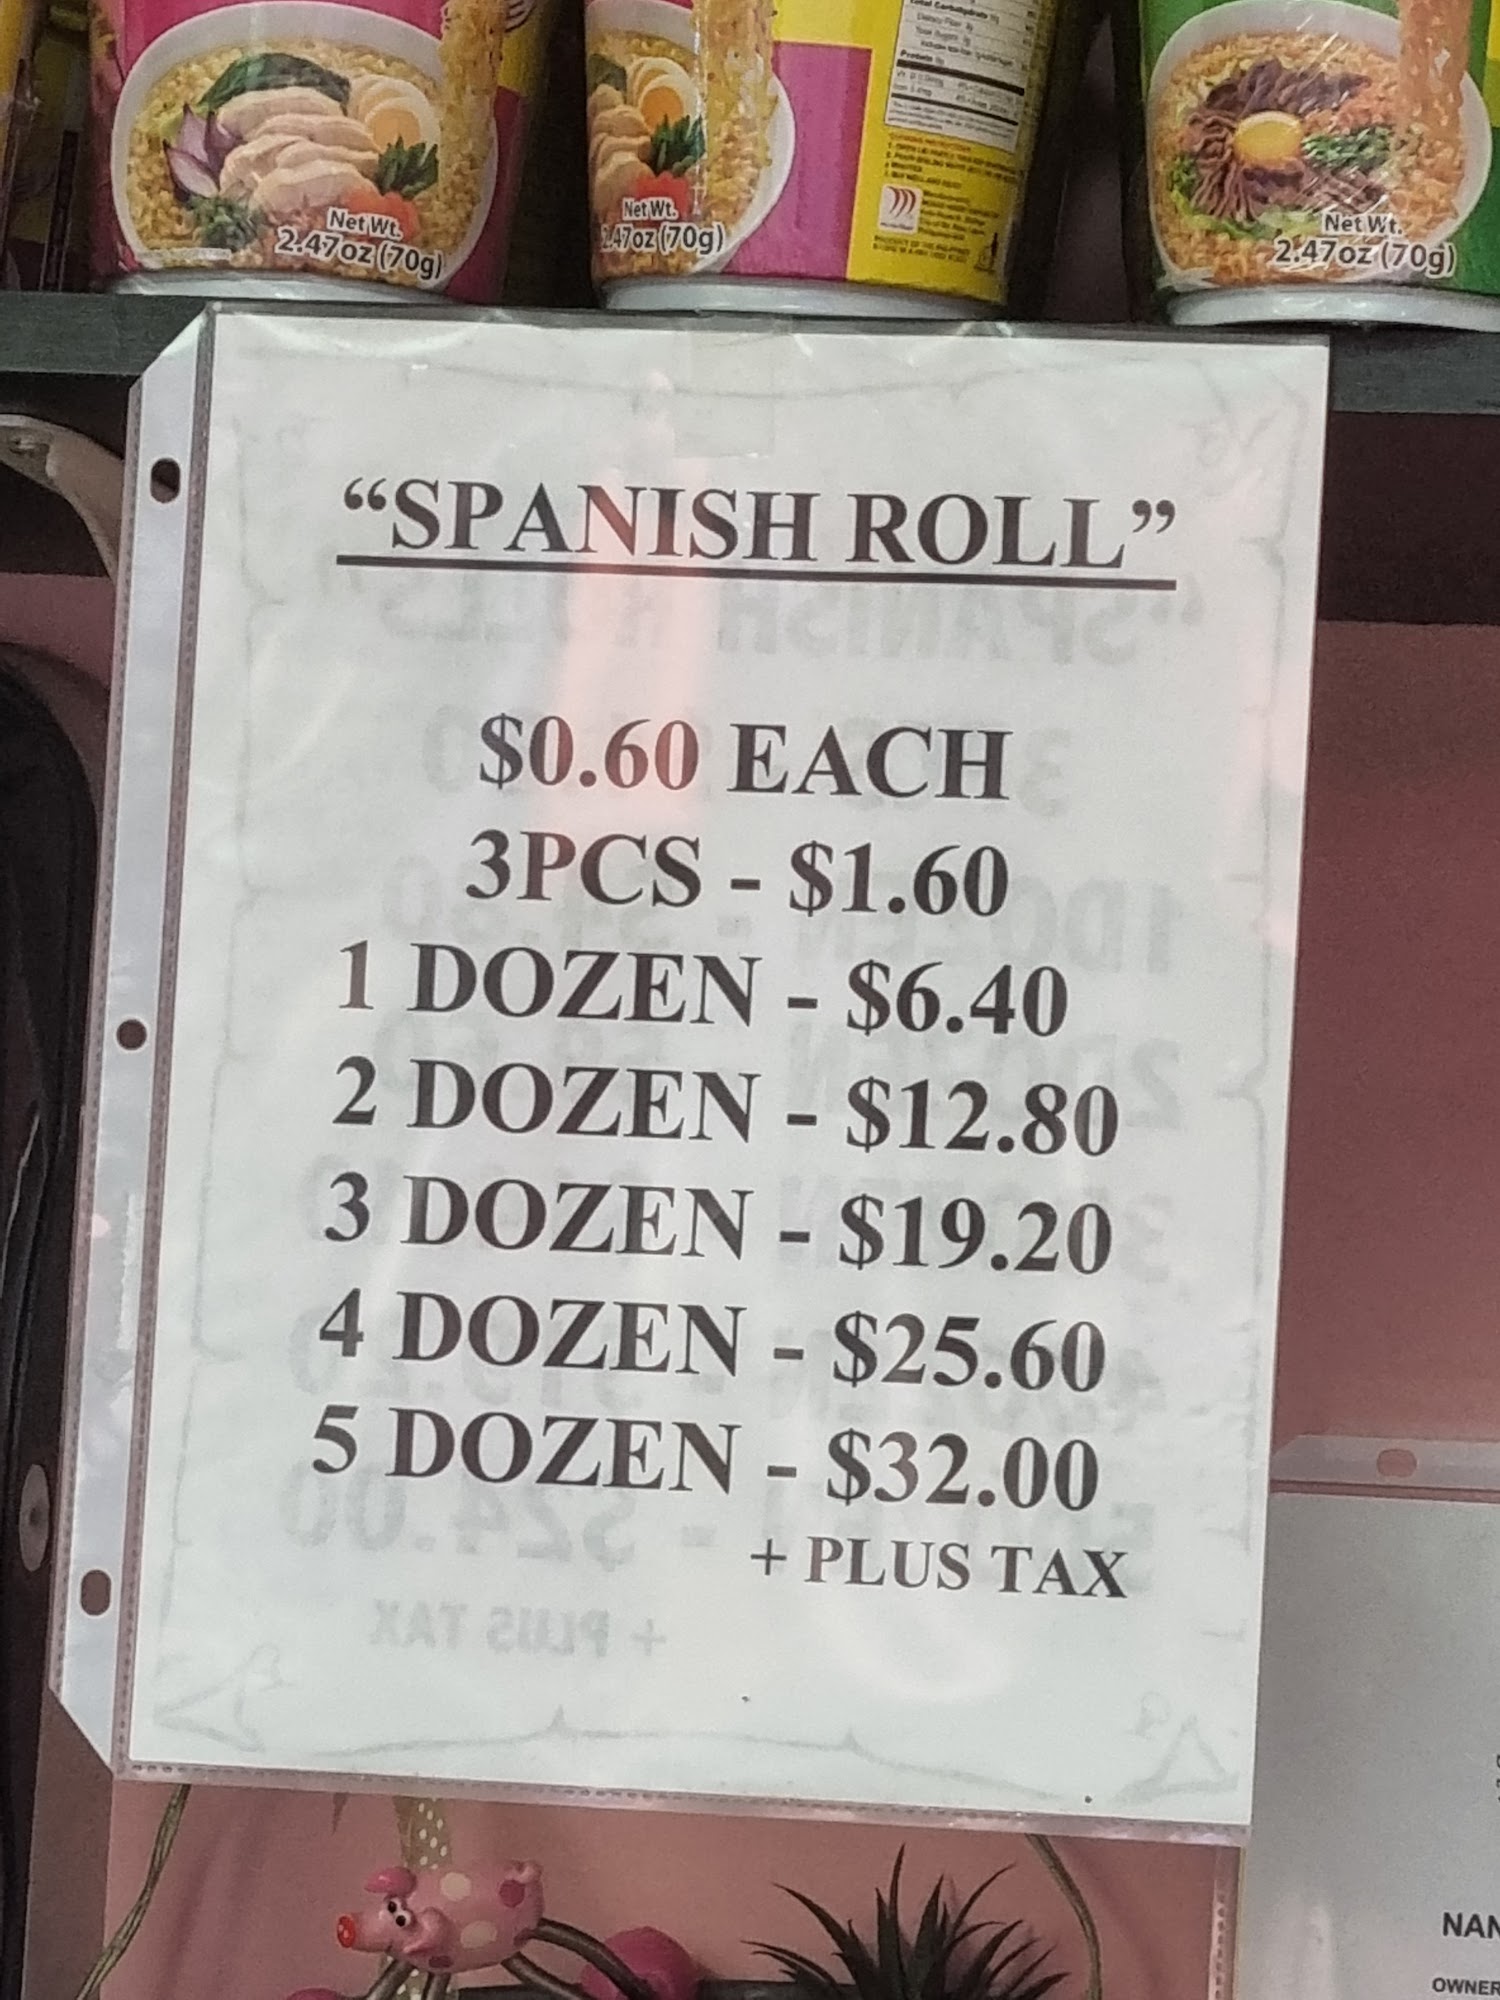 Net Wt.
2.47oz (70g)
Net Wt.
2.47oz (70g)
Net Wt.
2.47oz (70g)
“SPANISH ROLL”
$0.60 EACH
3PCS - $1.60
1 DOZEN - $6.40
2 DOZEN - $12.80
3 DOZEN - $19.20
4 DOZEN - $25.60
5 DOZEN - $32.00
+ PLUS TAX